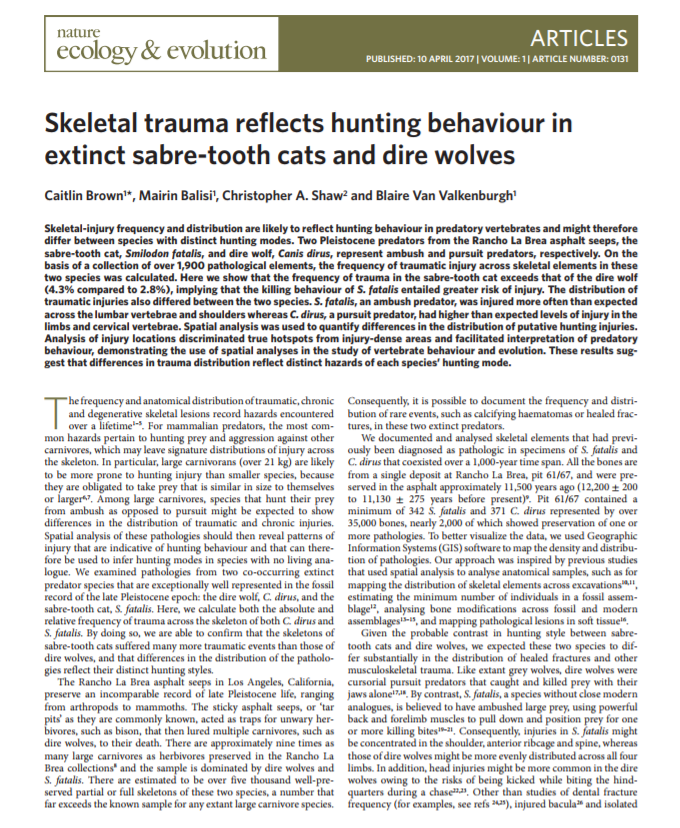 nature
ecology & evolution
ARTICLES
PUBLISHED: 10 APRIL 2017 | VOLUME: 1 | ARTICLE NUMBER: 0131
Skeletal trauma reflects hunting behaviour in
extinct sabre-tooth cats and dire wolves
Caitlin Brown¹*, Mairin Balisi¹, Christopher A. Shaw² and Blaire Van Valkenburgh¹
Skeletal-injury frequency and distribution are likely to reflect hunting behaviour in predatory vertebrates and might therefore
differ between species with distinct hunting modes. Two Pleistocene predators from the Rancho La Brea asphalt seeps, the
sabre-tooth cat, Smilodon fatalis, and dire wolf, Canis dirus, represent ambush and pursuit predators, respectively. On the
basis of a collection of over 1,900 pathological elements, the frequency of traumatic injury across skeletal elements in these
two species was calculated. Here we show that the frequency of trauma in the sabre-tooth cat exceeds that of the dire wolf
(4.3% compared to 2.8%), implying that the killing behaviour of S. fatalis entailed greater risk of injury. The distribution of
traumatic injuries also differed between the two species. S. fatalis, an ambush predator, was injured more often than expected
across the lumbar vertebrae and shoulders whereas C. dirus, a pursuit predator, had higher than expected levels of injury in the
limbs and cervical vertebrae. Spatial analysis was used to quantify differences in the distribution of putative hunting injuries.
Analysis of injury locations discriminated true hotspots from injury-dense areas and facilitated interpretation of predatory
behaviour, demonstrating the use of spatial analyses in the study of vertebrate behaviour and evolution. These results sug-
gest that differences in trauma distribution reflect distinct hazards of each species' hunting mode.
The frequency and anatomical distribution of traumatic, chronic
and degenerative skeletal lesions record hazards encountered
over a lifetime¹⁻⁵. For mammalian predators, the most com-
mon hazards pertain to hunting prey and aggression against other
carnivores, which may leave signature distributions of injury across
the skeleton. In particular, large carnivorans (over 21 kg) are likely
to be more prone to hunting injury than smaller species, because
they are obligated to take prey that is similar in size to themselves
or larger⁶,⁷. Among large carnivores, species that hunt their prey
from ambush as opposed to pursuit might be expected to show
differences in the distribution of traumatic and chronic injuries.
Spatial analysis of these pathologies should then reveal patterns of
injury that are indicative of hunting behaviour and that can there-
fore be used to infer hunting modes in species with no living ana-
logue. We examined pathologies from two co-occurring extinct
predator species that are exceptionally well represented in the fossil
record of the late Pleistocene epoch: the dire wolf, C. dirus, and the
sabre-tooth cat, S. fatalis. Here, we calculate both the absolute and
relative frequency of trauma across the skeleton of both C. dirus and
S. fatalis. By doing so, we are able to confirm that the skeletons of
sabre-tooth cats suffered many more traumatic events than those of
dire wolves, and that differences in the distribution of the patholo-
gies reflect their distinct hunting styles.
The Rancho La Brea asphalt seeps in Los Angeles, California,
preserve an incomparable record of late Pleistocene life, ranging
from arthropods to mammoths. The sticky asphalt seeps, or 'tar
pits' as they are commonly known, acted as traps for unwary her-
bivores, such as bison, that then lured multiple carnivores, such as
dire wolves, to their death. There are approximately nine times as
many large carnivores as herbivores preserved in the Rancho La
Brea collections⁸ and the sample is dominated by dire wolves and
S. fatalis. There are estimated to be over five thousand well-pre-
served partial or full skeletons of these two species, a number that
far exceeds the known sample for any extant large carnivore species.
Consequently, it is possible to document the frequency and distri-
bution of rare events, such as calcifying haematomas or healed frac-
tures, in these two extinct predators.
We documented and analysed skeletal elements that had previ-
ously been diagnosed as pathologic in specimens of S. fatalis and
C. dirus that coexisted over a 1,000-year time span. All the bones are
from a single deposit at Rancho La Brea, Pit 61/67, and were pre-
served in the asphalt approximately 11,500 years ago (12,200 ± 200
to 11,130 ± 275 years before present)⁹. Pit 61/67 contained a
minimum of 342 S. fatalis and 371 C. dirus represented by over
35,000 bones, nearly 2,000 of which showed preservation of one or
more pathologies. To better visualize the data, we used Geographic
Information Systems (GIS) software to map the density and distribu-
tion of pathologies. Our approach was inspired by previous studies
that used spatial analysis to analyse anatomical samples, such as for
mapping the distribution of skeletal elements across excavations¹⁰,¹¹,
estimating the minimum number of individuals in a fossil assem-
blage¹², analysing bone modifications across fossil and modern
assemblages¹³⁻¹⁵, and mapping pathological lesions in soft tissue¹⁶.
Given the probable contrast in hunting style between sabre-
tooth cats and dire wolves, we expected these two species to dif-
fer substantially in the distribution of healed fractures and other
musculoskeletal trauma. Like extant grey wolves, dire wolves were
cursorial pursuit predators that caught and killed prey with their
jaws alone¹⁷,¹⁸. By contrast, S. fatalis, a species without close modern
analogues, is believed to have ambushed large prey, using powerful
back and forelimb muscles to pull down and position prey for one
or more killing bites¹⁹⁻²¹. Consequently, injuries in S. fatalis might
be concentrated in the shoulder, anterior ribcage and spine, whereas
those of dire wolves might be more evenly distributed across all four
limbs. In addition, head injuries might be more common in the dire
wolves owing to the risks of being kicked while biting the hind-
quarters during a chase²²,²³. Other than studies of dental fracture
frequency (for examples, see refs ²⁴,²⁵), injured bacula²⁶ and isolated